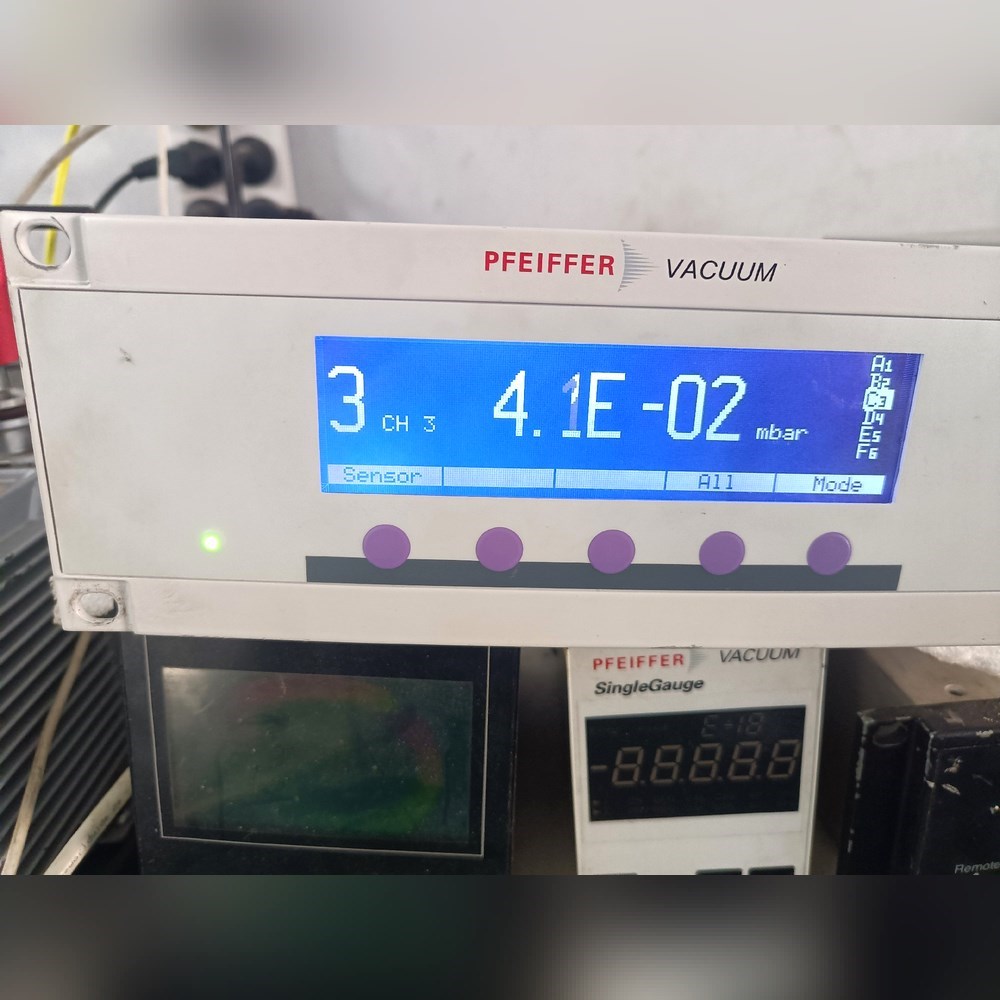 PFEIFFER VACUUM
3 CH 3 4.1E-02 mbar
A1
B2
C3
D4
E5
F6
Sensor All Mode
PFEIFFER VACUUM
SingleGauge
E+18
-8.8.8.8.8
Remote